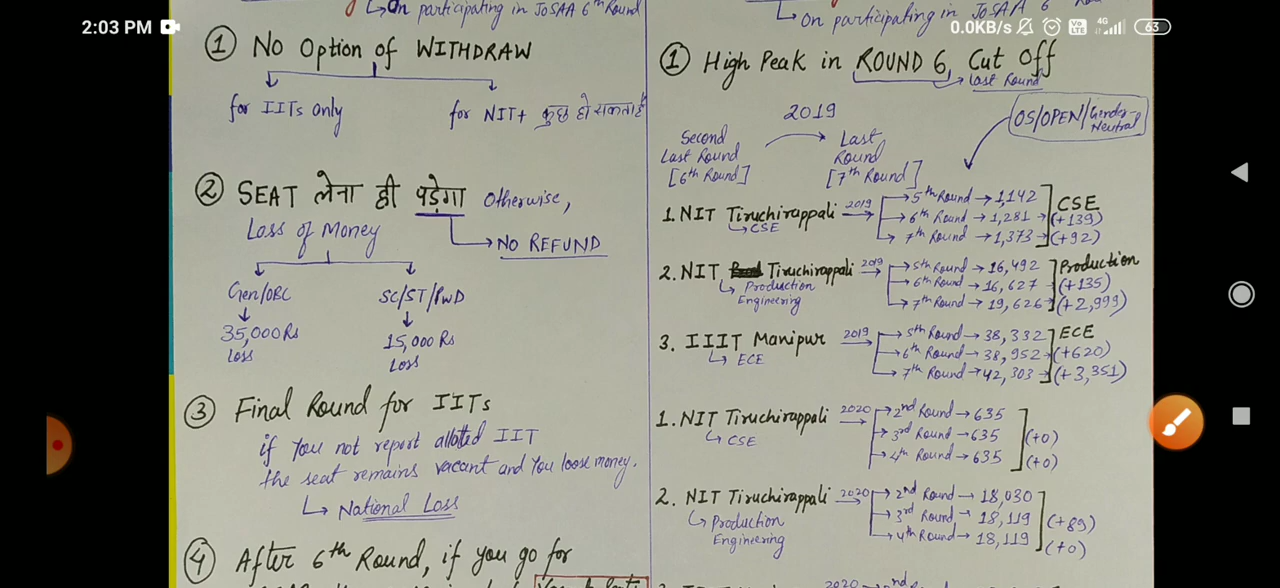 2:03 PM
0.0KB/s
Vo LTE
4G
63
↳On participating in JoSAA 6th Round
① No Option of WITHDRAW
for IITs only
for NIT+ कुछ हो सकता है
② SEAT लेना ही पड़ेगा Otherwise,
Loss of Money
→NO REFUND
Gen/OBC
SC/ST/PWD
35,000 Rs
Loss
15,000 Rs
Loss
③ Final Round for IITs
if You not report allotted IIT
the seat remains vacant and You loose money.
↳ National Loss
④ After 6th Round, if you go for
↳ On participating in JoSAA 6
① High Peak in ROUND 6, Cut Off
→Last Round
2019
OS/OPEN/Gender-
Neutral
Second
Last Round
[6th Round]
Last
Round
[7th Round]
1. NIT Tiruchirappali 2019
↳CSE
5th Round → 1,142
6th Round → 1,281 → (+139)
7th Round → 1,373 → (+92)
CSE
2. NIT Tiruchirappali 2019
↳ Production
Engineering
5th Round → 16,492
6th Round → 16,627 → (+135)
7th Round → 19,626 → (+2,999)
Production
3. IIIT Manipur 2019
↳ ECE
5th Round → 38,332
6th Round → 38,952 → (+620)
7th Round → 42,303 → (+3,351)
ECE
1. NIT Tiruchirappali 2020
↳ CSE
2nd Round → 635
3rd Round → 635 (+0)
4th Round → 635 (+0)
2. NIT Tiruchirappali 2020
↳ Production
Engineering
2nd Round → 18,030
3rd Round → 18,119 (+89)
4th Round → 18,119 (+0)
2020
2nd